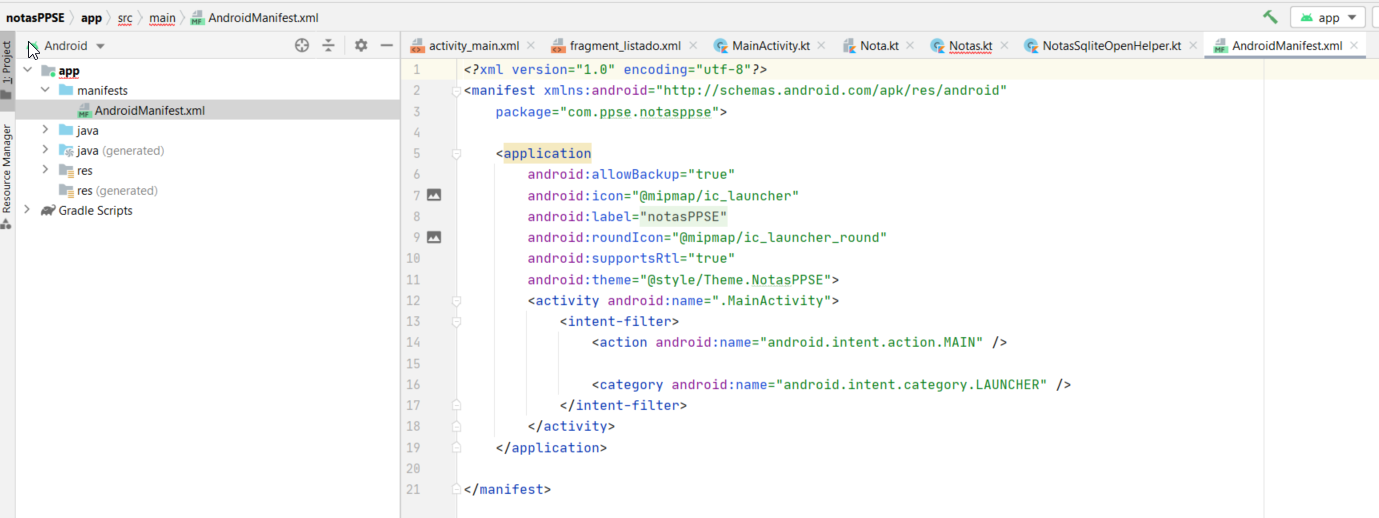 notasPPSE app src main AndroidManifest.xml app
1: Project
Resource Manager
Android
app
manifests
AndroidManifest.xml
java
java (generated)
res
res (generated)
Gradle Scripts
activity_main.xml fragment_listado.xml MainActivity.kt Nota.kt Notas.kt NotasSqliteOpenHelper.kt AndroidManifest.xml
1 <?xml version="1.0" encoding="utf-8"?>
2 <manifest xmlns:android="http://schemas.android.com/apk/res/android"
3 package="com.ppse.notasppse">
4
5 <application
6 android:allowBackup="true"
7 android:icon="@mipmap/ic_launcher"
8 android:label="notasPPSE"
9 android:roundIcon="@mipmap/ic_launcher_round"
10 android:supportsRtl="true"
11 android:theme="@style/Theme.NotasPPSE">
12 <activity android:name=".MainActivity">
13 <intent-filter>
14 <action android:name="android.intent.action.MAIN" />
15
16 <category android:name="android.intent.category.LAUNCHER" />
17 </intent-filter>
18 </activity>
19 </application>
20
21 </manifest>